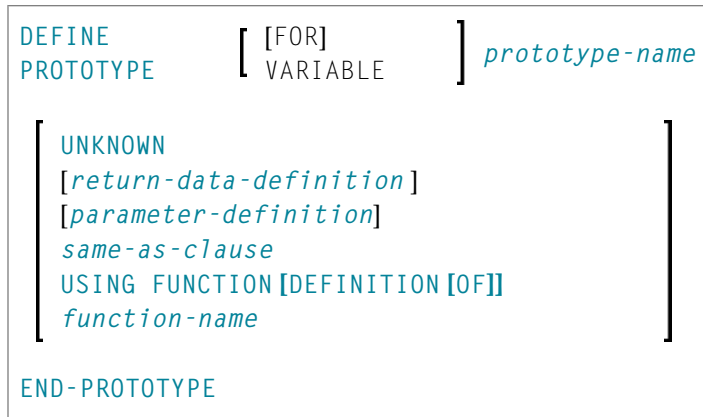 DEFINE [FOR]
PROTOTYPE VARIABLE prototype-name
UNKNOWN
[return-data-definition ]
[parameter-definition]
same-as-clause
USING FUNCTION [DEFINITION [OF]]
function-name
END-PROTOTYPE